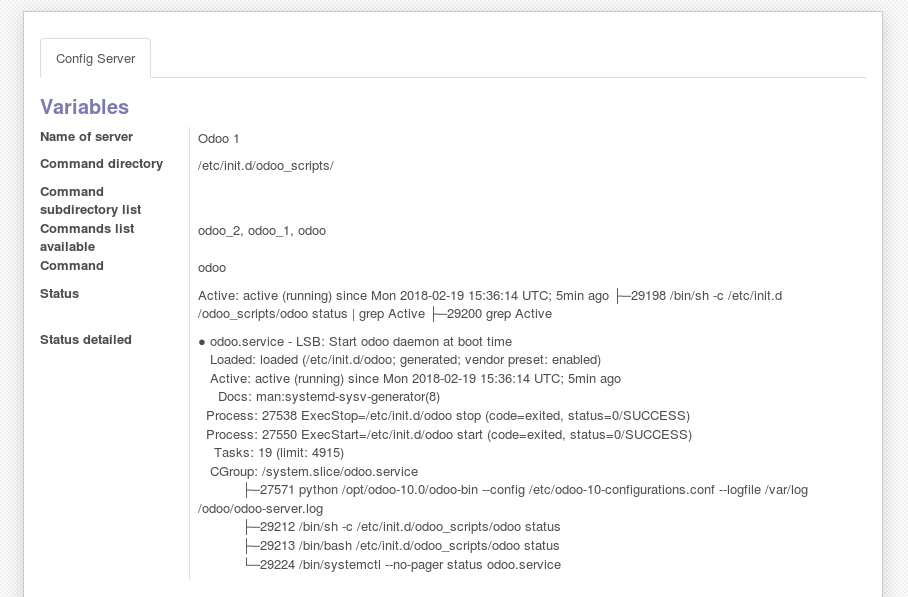 Config Server
Variables
Name of server
Odoo 1
Command directory
/etc/init.d/odoo_scripts/
Command
subdirectory list
Commands list
available
odoo_2, odoo_1, odoo
Command
odoo
Status
Active: active (running) since Mon 2018-02-19 15:36:14 UTC; 5min ago ├─29198 /bin/sh -c /etc/init.d
/odoo_scripts/odoo status | grep Active ├─29200 grep Active
Status detailed
● odoo.service - LSB: Start odoo daemon at boot time
Loaded: loaded (/etc/init.d/odoo; generated; vendor preset: enabled)
Active: active (running) since Mon 2018-02-19 15:36:14 UTC; 5min ago
Docs: man:systemd-sysv-generator(8)
Process: 27538 ExecStop=/etc/init.d/odoo stop (code=exited, status=0/SUCCESS)
Process: 27550 ExecStart=/etc/init.d/odoo start (code=exited, status=0/SUCCESS)
Tasks: 19 (limit: 4915)
CGroup: /system.slice/odoo.service
├─27571 python /opt/odoo-10.0/odoo-bin --config /etc/odoo-10-configurations.conf --logfile /var/log
/odoo/odoo-server.log
├─29212 /bin/sh -c /etc/init.d/odoo_scripts/odoo status
├─29213 /bin/bash /etc/init.d/odoo_scripts/odoo status
└─29224 /bin/systemctl --no-pager status odoo.service